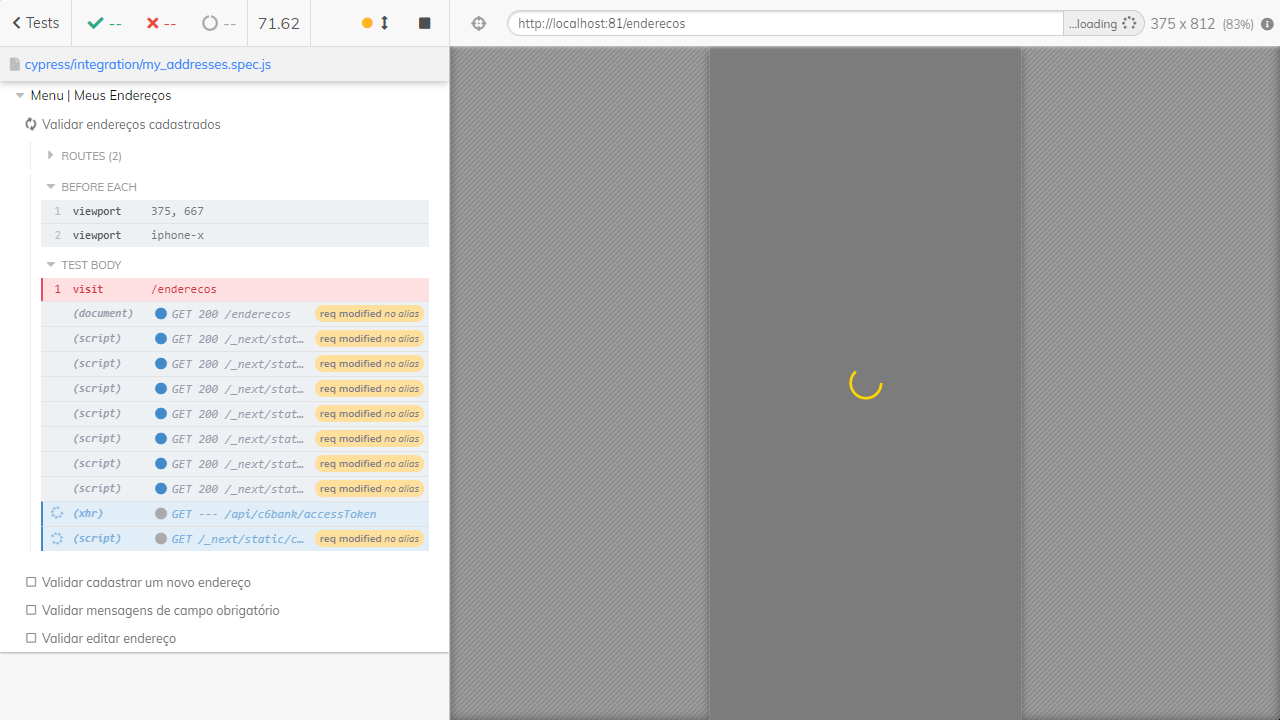 Tests -- -- -- 71.62 http://localhost:81/enderecos ...loading 375 x 812 (83%)
cypress/integration/my_addresses.spec.js
Menu | Meus Endereços
Validar endereços cadastrados
ROUTES (2)
BEFORE EACH
1 viewport 375, 667
2 viewport iphone-x
TEST BODY
1 visit /enderecos
(document) GET 200 /enderecos req modified no alias
(script) GET 200 /_next/stat... req modified no alias
(script) GET 200 /_next/stat... req modified no alias
(script) GET 200 /_next/stat... req modified no alias
(script) GET 200 /_next/stat... req modified no alias
(script) GET 200 /_next/stat... req modified no alias
(script) GET 200 /_next/stat... req modified no alias
(script) GET 200 /_next/stat... req modified no alias
(xhr) GET --- /api/c6bank/accessToken
(script) GET /_next/static/c... req modified no alias
Validar cadastrar um novo endereço
Validar mensagens de campo obrigatório
Validar editar endereço